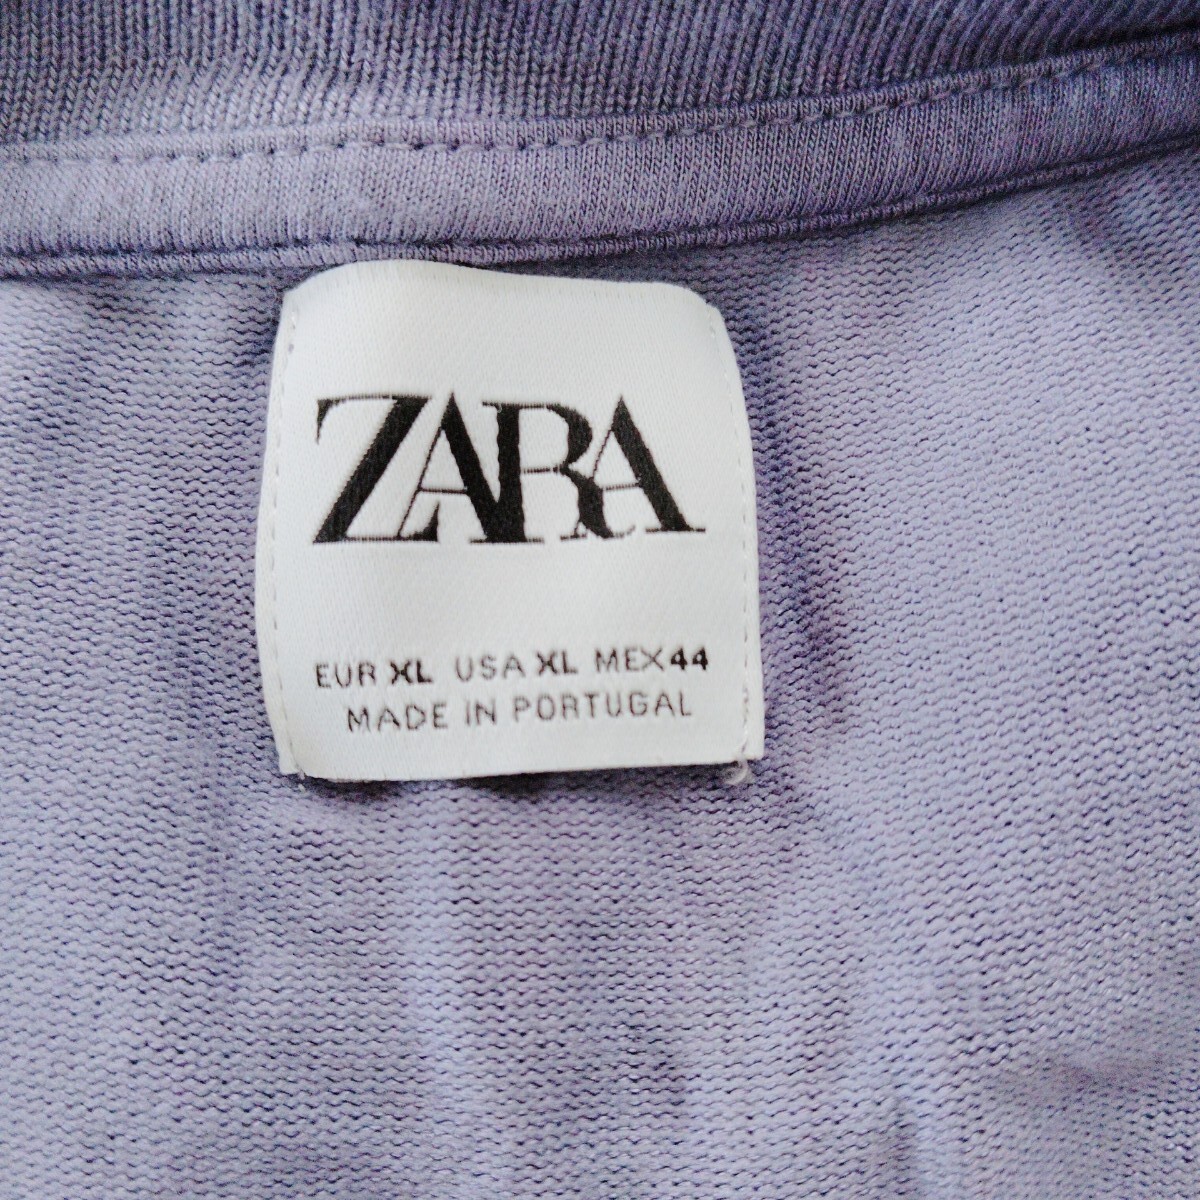 ZARA
EUR XL USA XL MEX44
MADE IN PORTUGAL